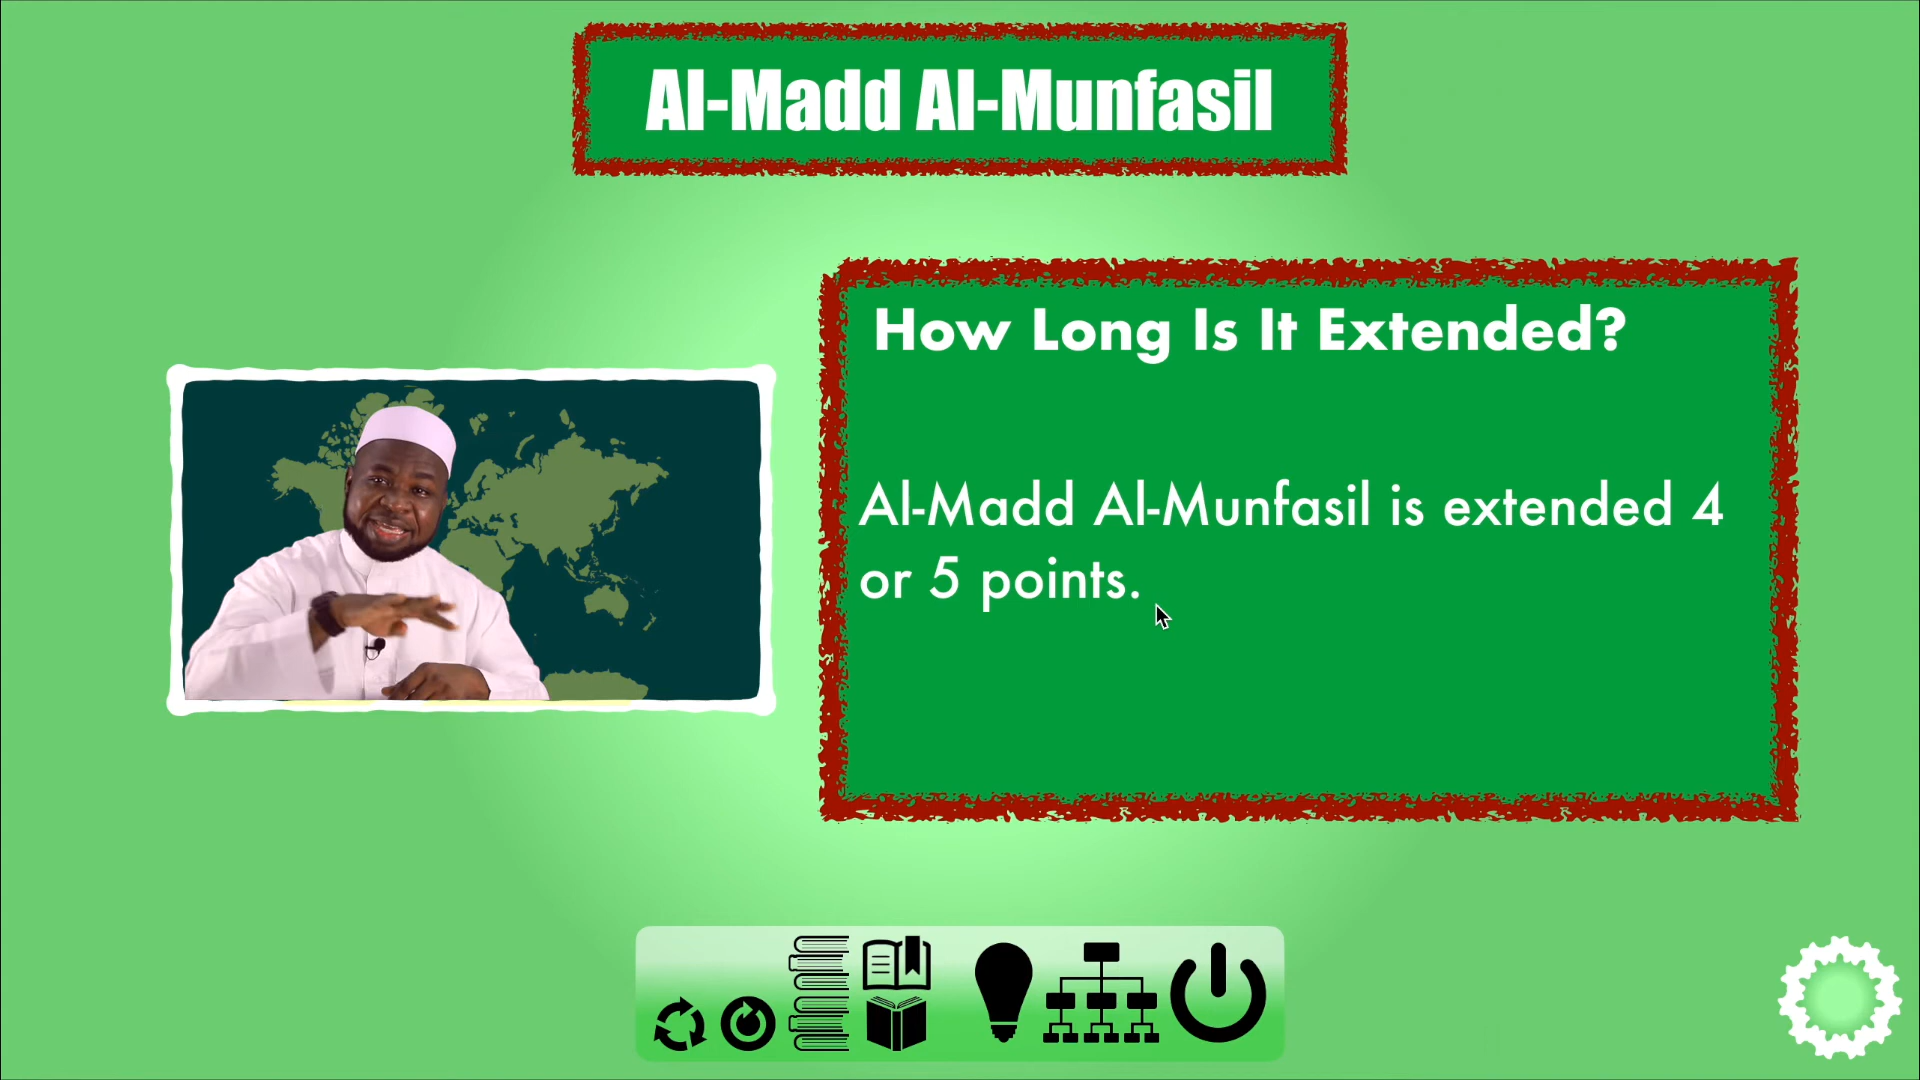 Al-Madd Al-Munfasil
How Long Is It Extended?
Al-Madd Al-Munfasil is extended 4
or 5 points.